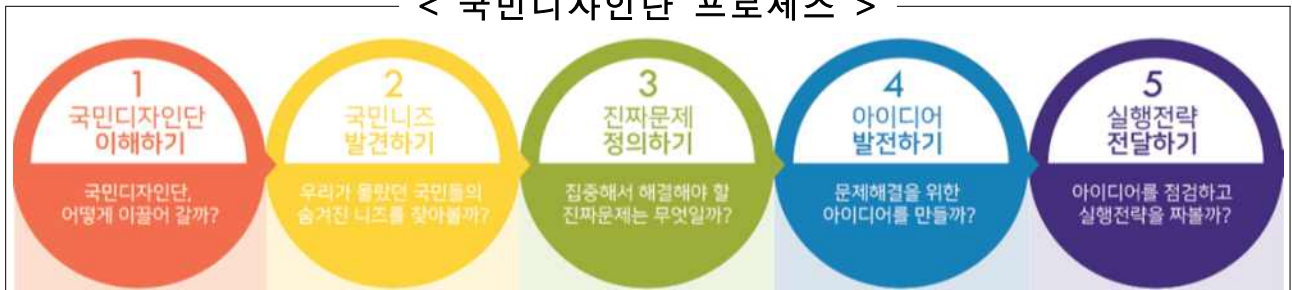 < 국민디자인단 프로세스 >
1
국민디자인단
이해하기
국민디자인단,
어떻게 이끌어 갈까?
2
국민니즈
발견하기
우리가 몰랐던 국민들의
숨겨진 니즈를 찾아볼까?
3
진짜문제
정의하기
집중해서 해결해야 할
진짜문제는 무엇일까?
4
아이디어
발전하기
문제해결을 위한
아이디어를 만들까?
5
실행전략
전달하기
아이디어를 점검하고
실행전략을 짜볼까?